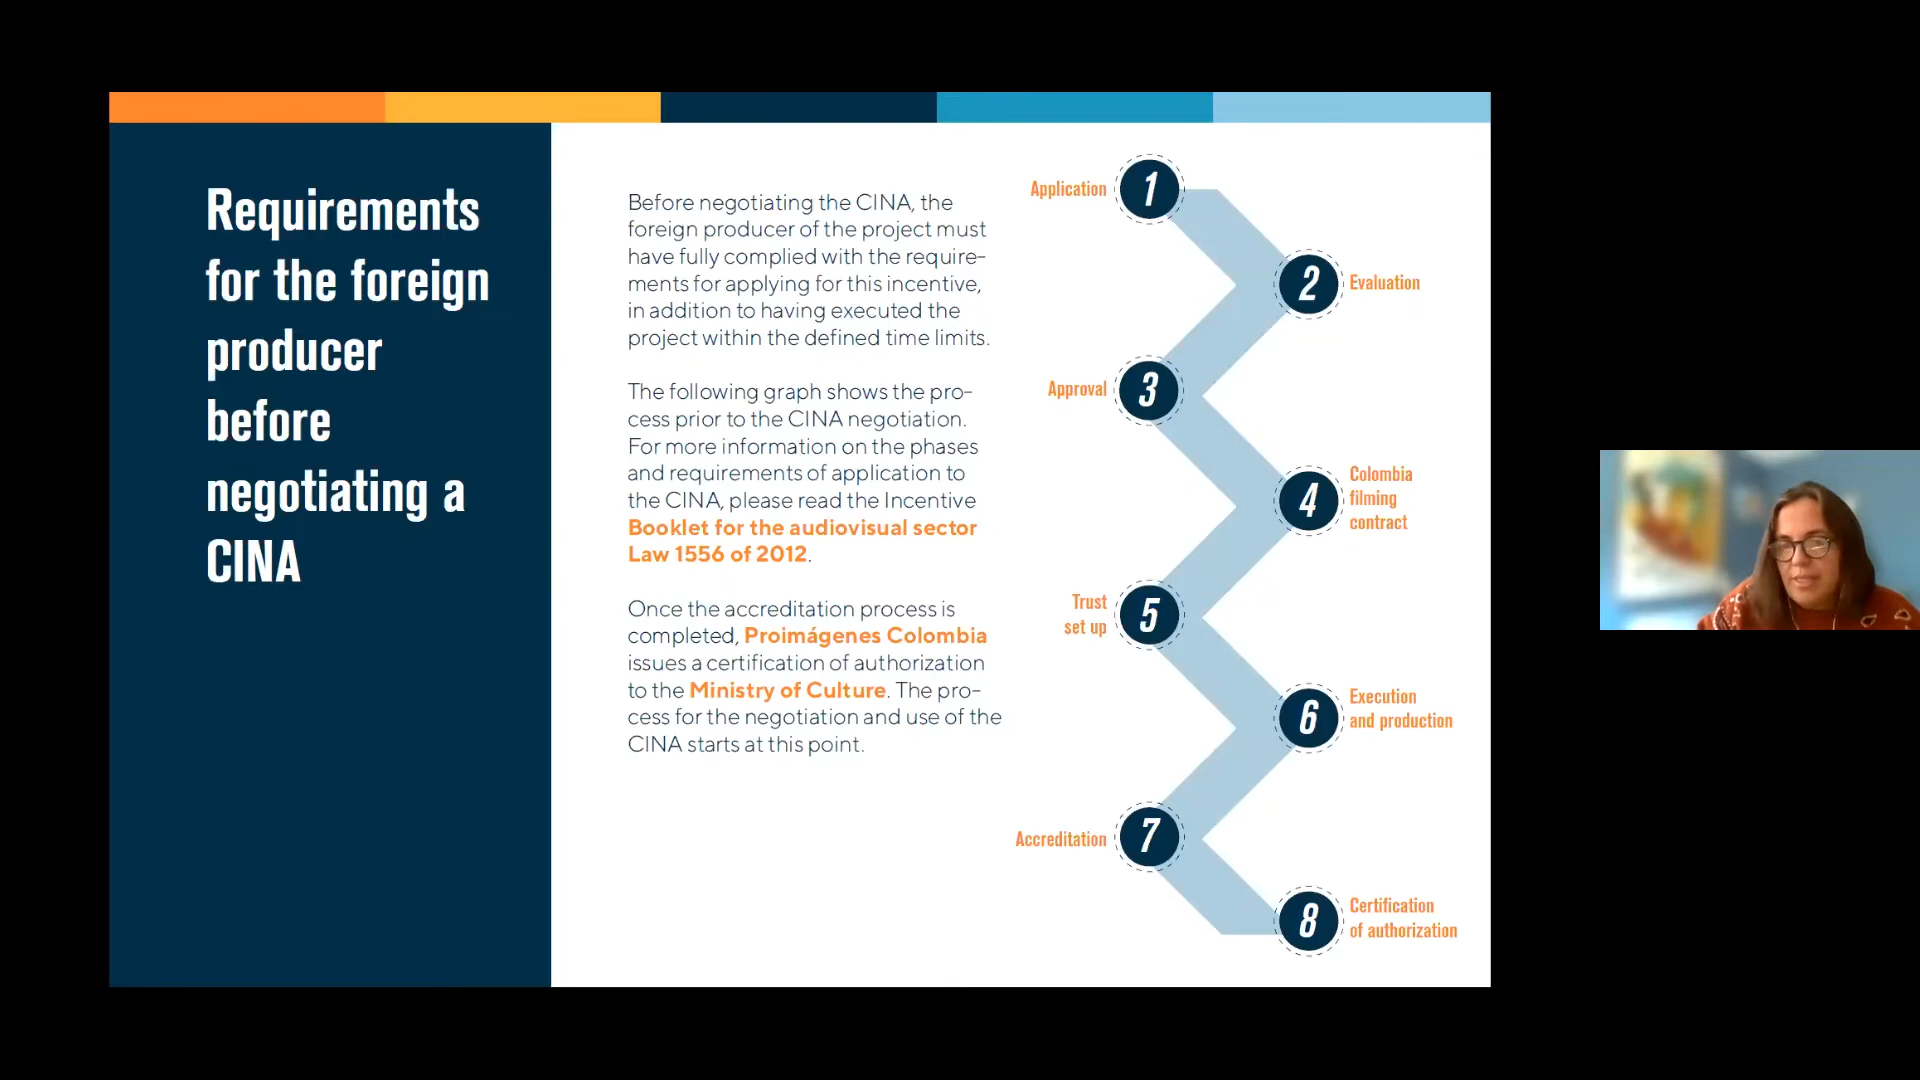 Requirements
for the foreign
producer
before
negotiating a
CINA
Before negotiating the CINA, the
foreign producer of the project must
have fully complied with the require-
ments for applying for this incentive,
in addition to having executed the
project within the defined time limits.
The following graph shows the pro-
cess prior to the CINA negotiation.
For more information on the phases
and requirements of application to
the CINA, please read the Incentive
Booklet for the audiovisual sector
Law 1556 of 2012.
Once the accreditation process is
completed, Proimágenes Colombia
issues a certification of authorization
to the Ministry of Culture. The pro-
cess for the negotiation and use of the
CINA starts at this point.
Application 1
2 Evaluation
Approval 3
4 Colombia
filming
contract
Trust
set up 5
6 Execution
and production
Accreditation 7
8 Certification
of authorization